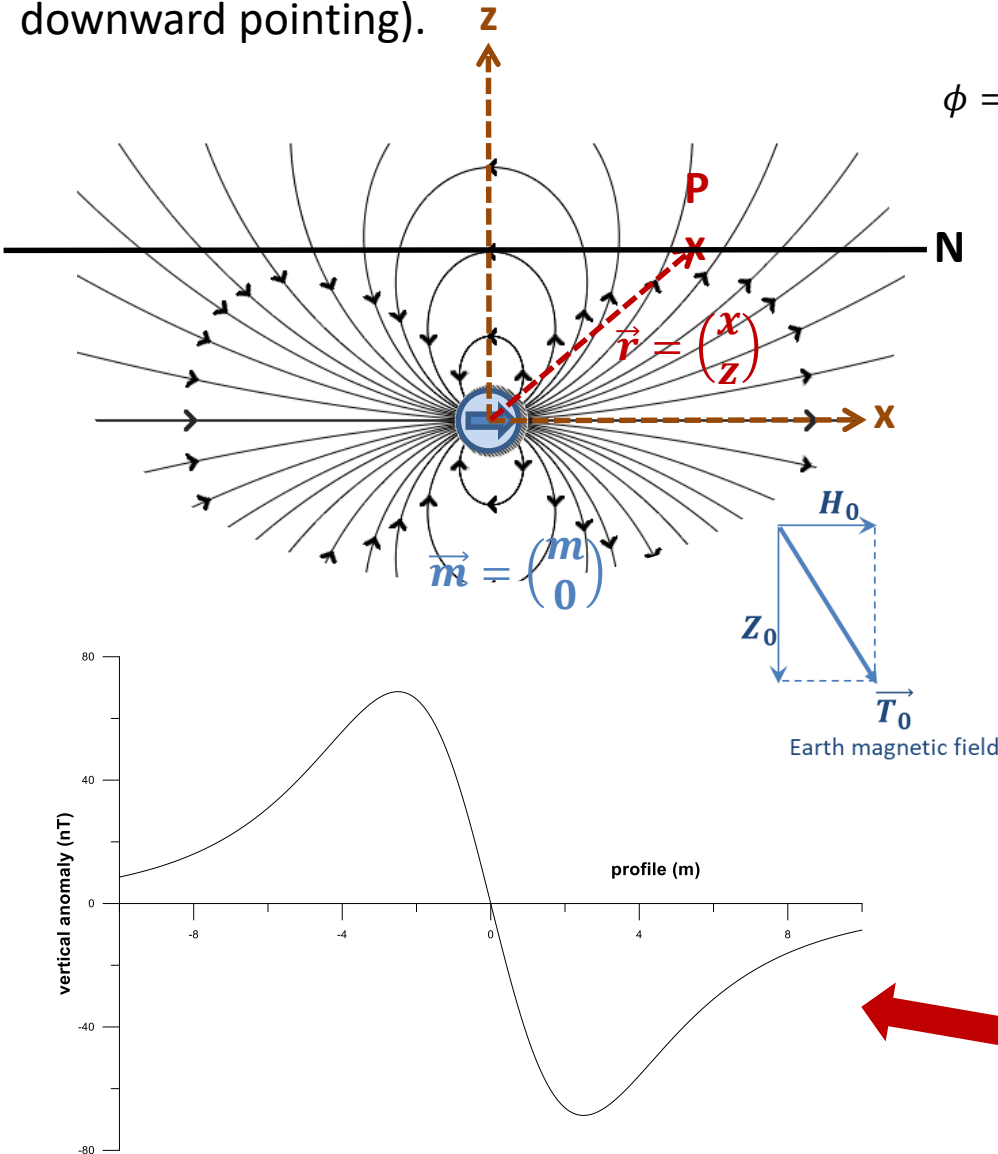 downward pointing).
z
ϕ =
P
x
N
r⃗ = (x
z)
x
H₀
m⃗ = (m
0)
Z₀
T₀⃗
Earth magnetic field
80
40
0
-40
-80
vertical anomaly (nT)
profile (m)
-8
-4
0
4
8